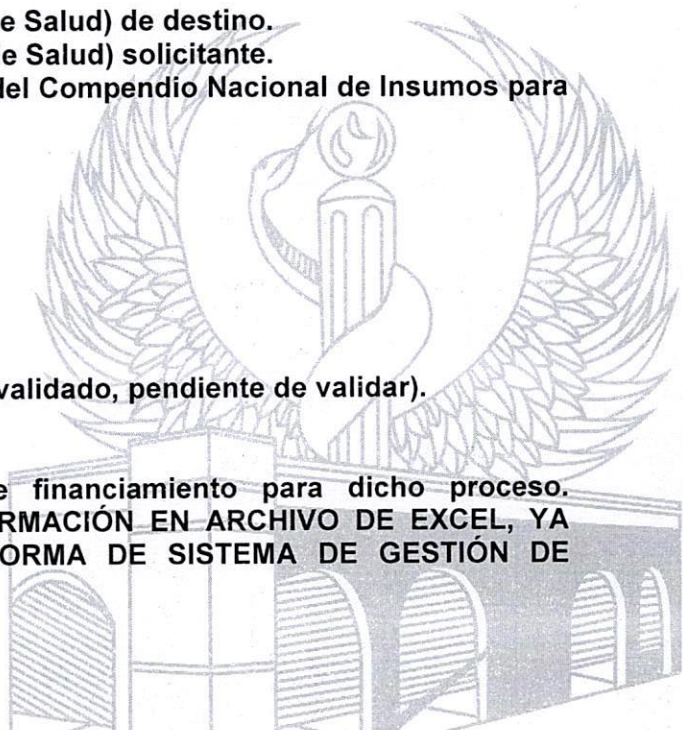 e Salud) de destino.
e Salud) solicitante.
del Compendio Nacional de Insumos para
validado, pendiente de validar).
e financiamiento para dicho proceso.
RMACIÓN EN ARCHIVO DE EXCEL, YA
ORMA DE SISTEMA DE GESTIÓN DE